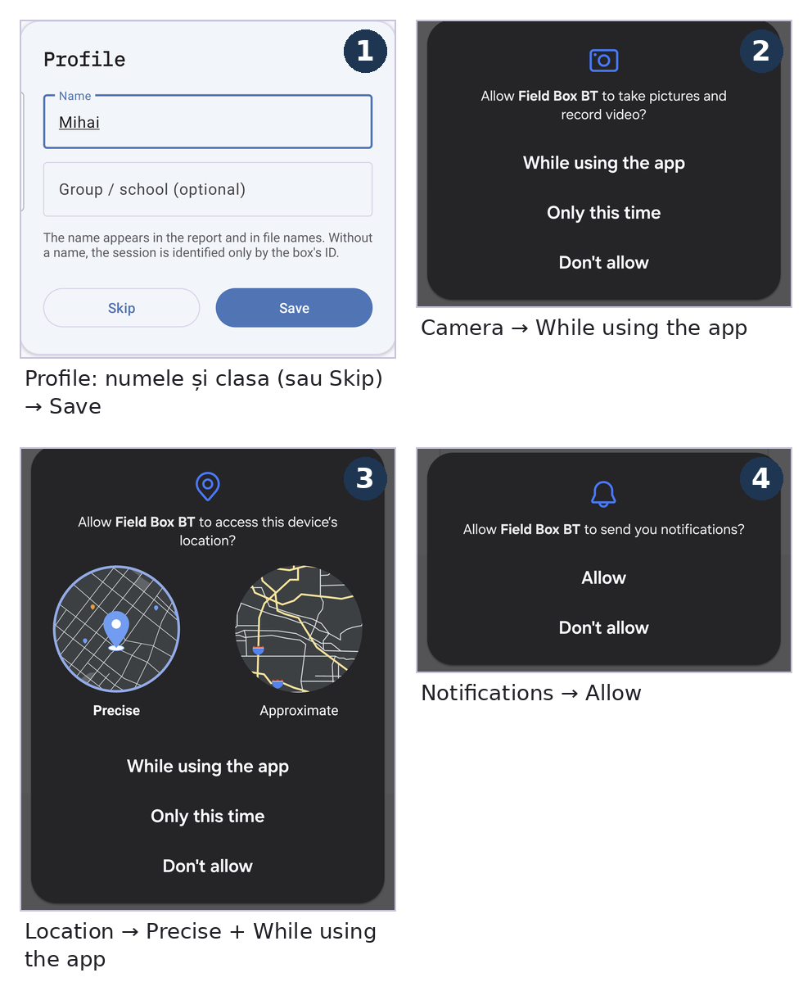 Profile
1
Name
Mihai
Group / school (optional)
The name appears in the report and in file names. Without
a name, the session is identified only by the box's ID.
Skip
Save
Profile: numele și clasa (sau Skip)
→ Save
2
Allow Field Box BT to take pictures and
record video?
While using the app
Only this time
Don't allow
Camera → While using the app
3
Allow Field Box BT to access this device's
location?
Precise
Approximate
While using the app
Only this time
Don't allow
Location → Precise + While using
the app
4
Allow Field Box BT to send you notifications?
Allow
Don't allow
Notifications → Allow